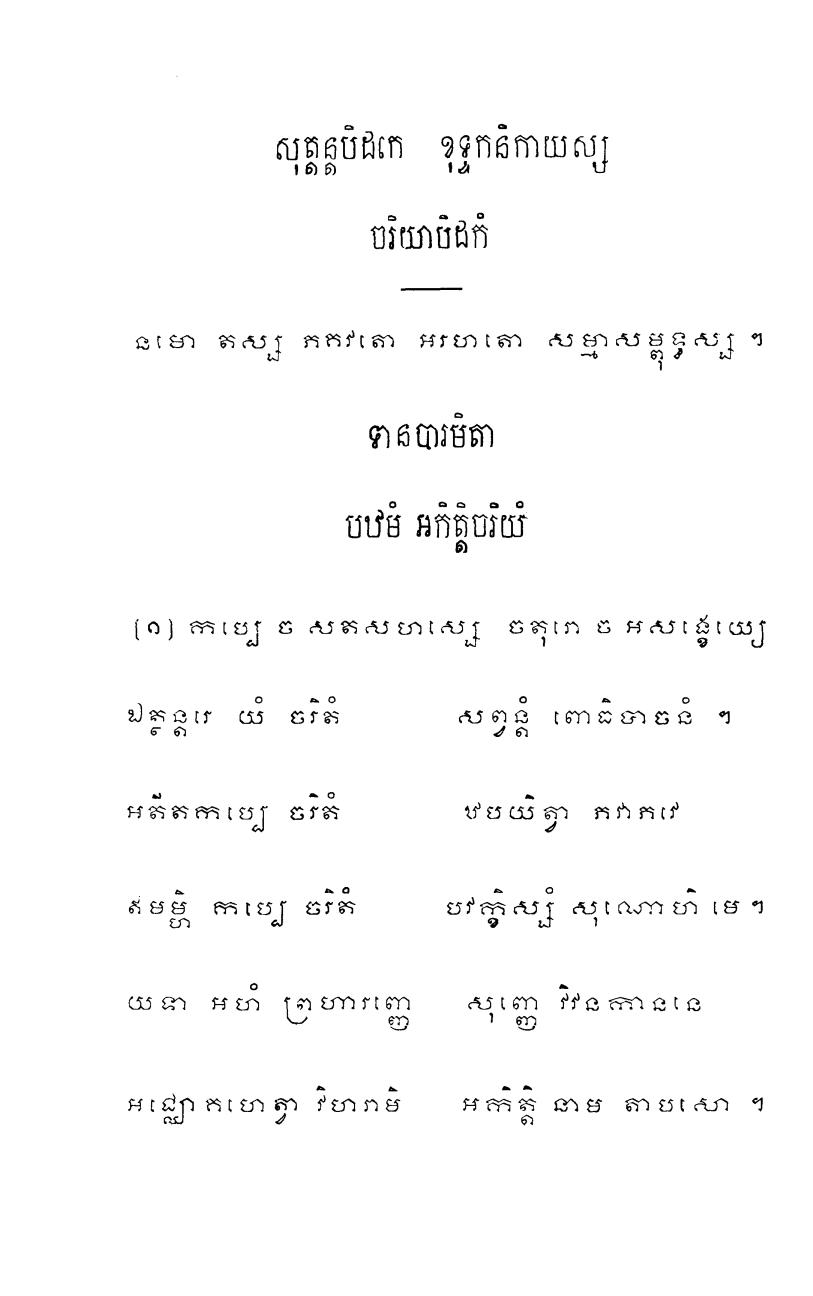 សុត្តន្តបិដកេ ខុទ្ទកនិកាយស្ស
ចរិយាបិដកំ
នមោ តស្ស ភគវតោ អរហតោ សម្មាសម្ពុទ្ធស្ស ៗ
ទានបារមិតា
បឋមំ អកិត្តិចរិយំ
(១) កប្បេ ច សតសហស្សេ ចតុរោ ច អសង្ខេយ្យេ
ឯត្ថន្តរេ យំ ចរិតំ សព្វន្តំ ពោធិបាចនំ ៗ
អតីតកប្បេ ចរិតំ ឋបយិត្វា ភវាភវេ
ឥមម្ហិ កប្បេ ចរិតំ បវក្ខិស្សំ សុណោហិ មេ ៗ
យទា អហំ ព្រហារញ្ញេ សុញ្ញេ វិវនកាននេ
អជ្ឈោគហេត្វា វិហរាមិ អកិត្តិ នាម តាបសោ ៗ